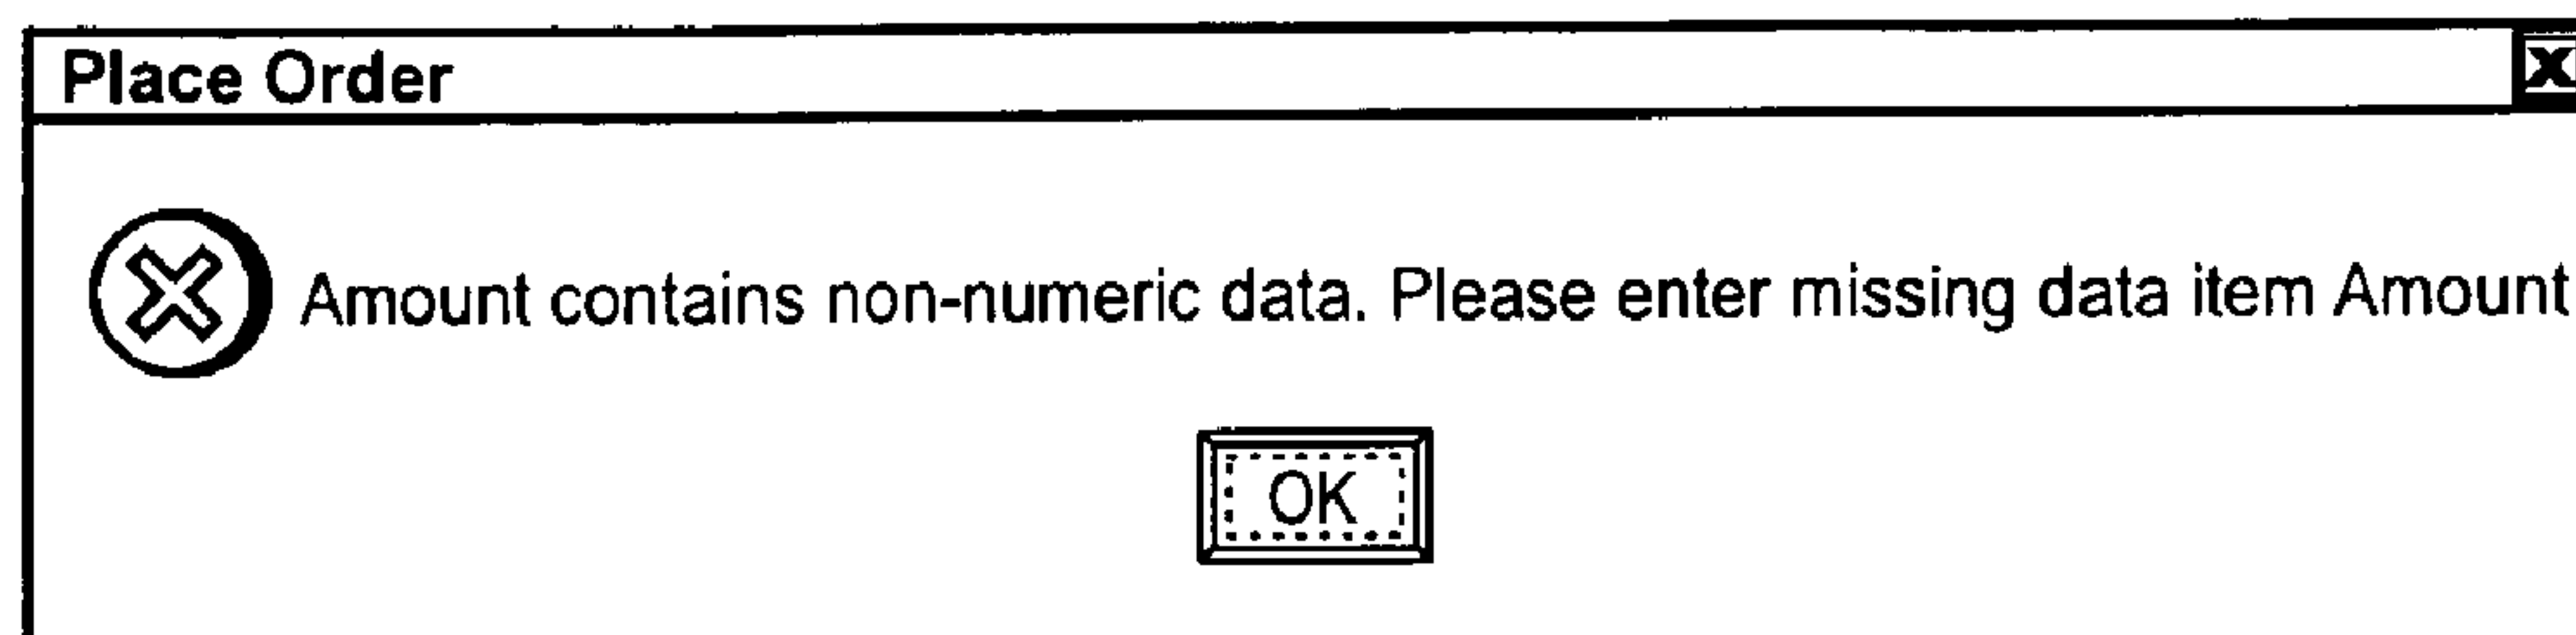 Place Order
Amount contains non-numeric data. Please enter missing data item Amount
OK